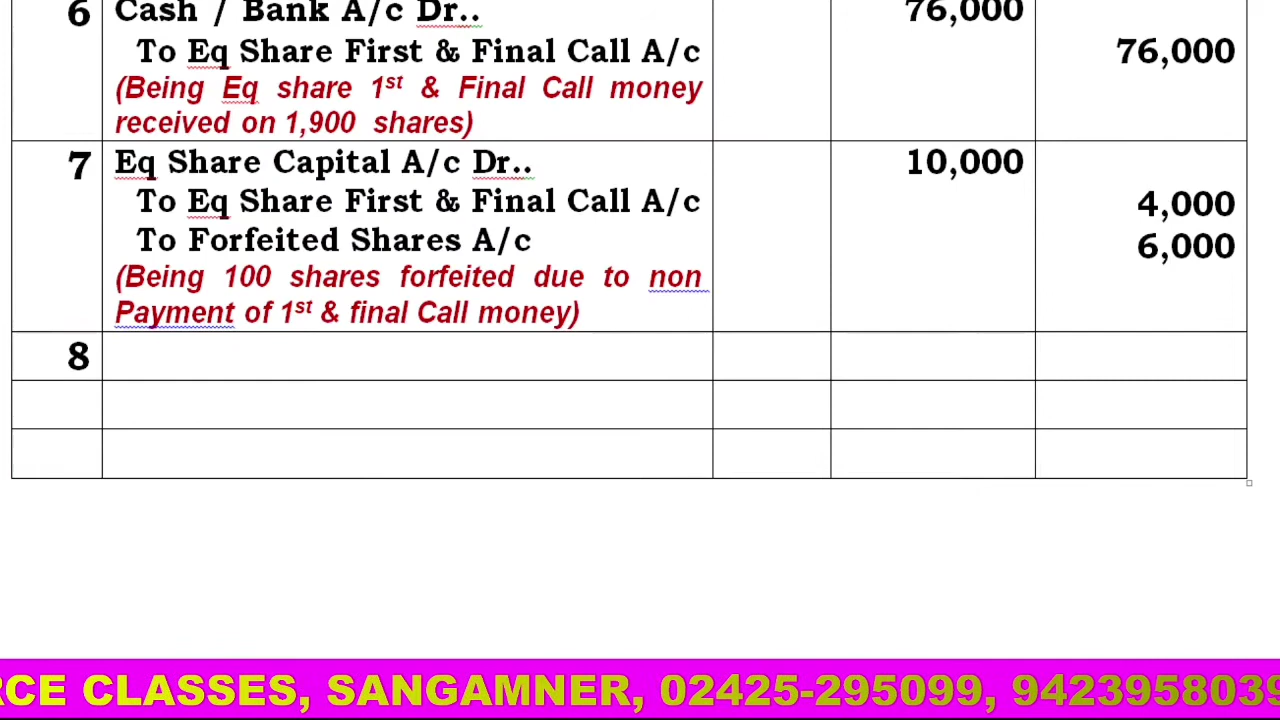 6 Cash / Bank A/c Dr.. 76,000
To Eq Share First & Final Call A/c 76,000
(Being Eq share 1st & Final Call money
received on 1,900 shares)
7 Eq Share Capital A/c Dr.. 10,000
To Eq Share First & Final Call A/c 4,000
To Forfeited Shares A/c 6,000
(Being 100 shares forfeited due to non
Payment of 1st & final Call money)
8
RCE CLASSES, SANGAMNER, 02425-295099, 9423958039